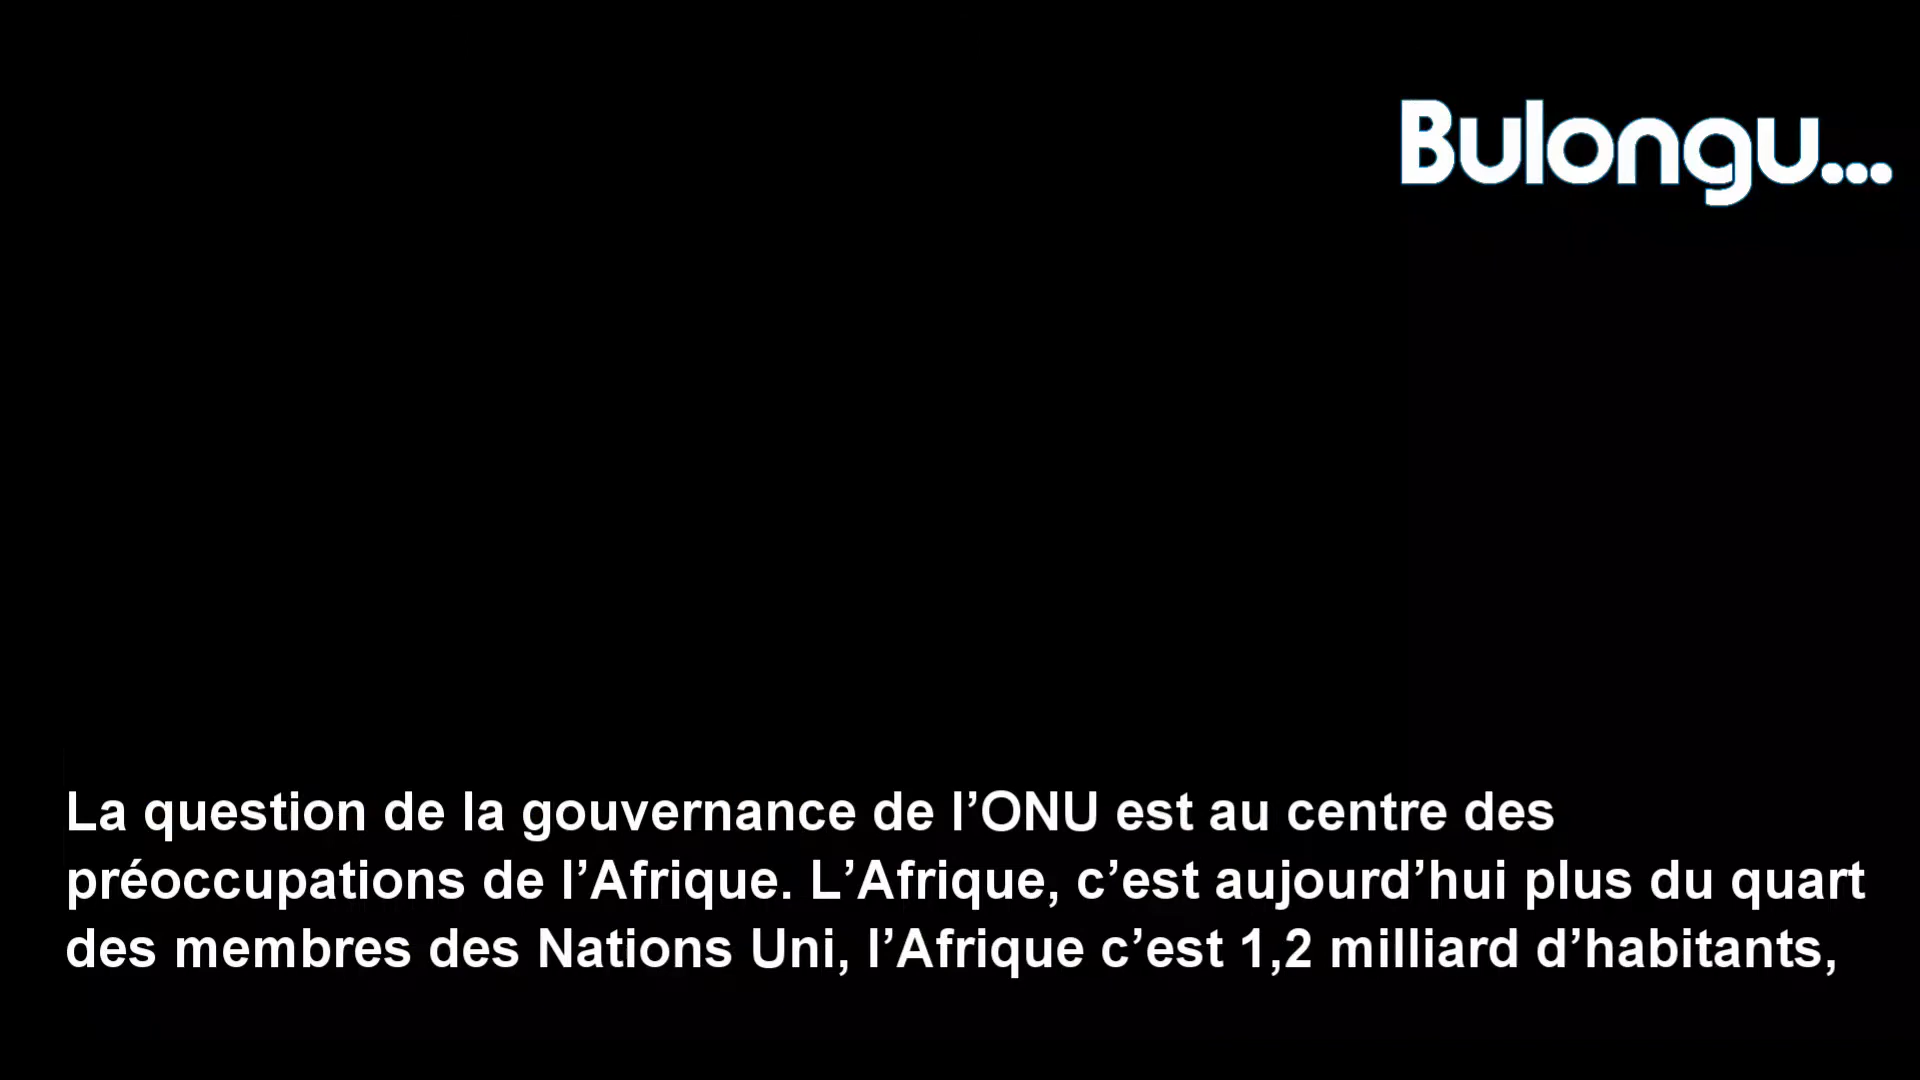 Bulongu...
La question de la gouvernance de l’ONU est au centre des
préoccupations de l’Afrique. L’Afrique, c’est aujourd’hui plus du quart
des membres des Nations Uni, l’Afrique c’est 1,2 milliard d’habitants,